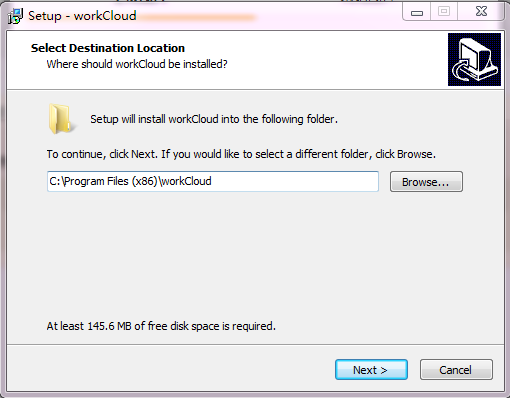 Setup - workCloud
Select Destination Location
Where should workCloud be installed?
Setup will install workCloud into the following folder.
To continue, click Next. If you would like to select a different folder, click Browse.
C:\Program Files (x86)\workCloud
Browse...
At least 145.6 MB of free disk space is required.
Next >
Cancel